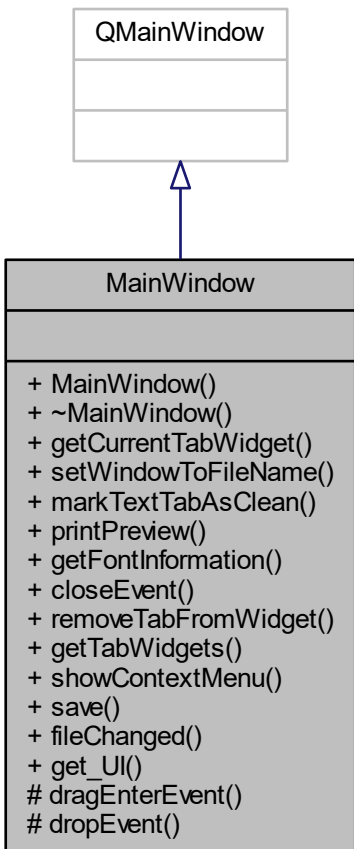 QMainWindow
MainWindow
+ MainWindow()
+ ~MainWindow()
+ getCurrentTabWidget()
+ setWindowToFileName()
+ markTextTabAsClean()
+ printPreview()
+ getFontInformation()
+ closeEvent()
+ removeTabFromWidget()
+ getTabWidgets()
+ showContextMenu()
+ save()
+ fileChanged()
+ get_UI()
# dragEnterEvent()
# dropEvent()